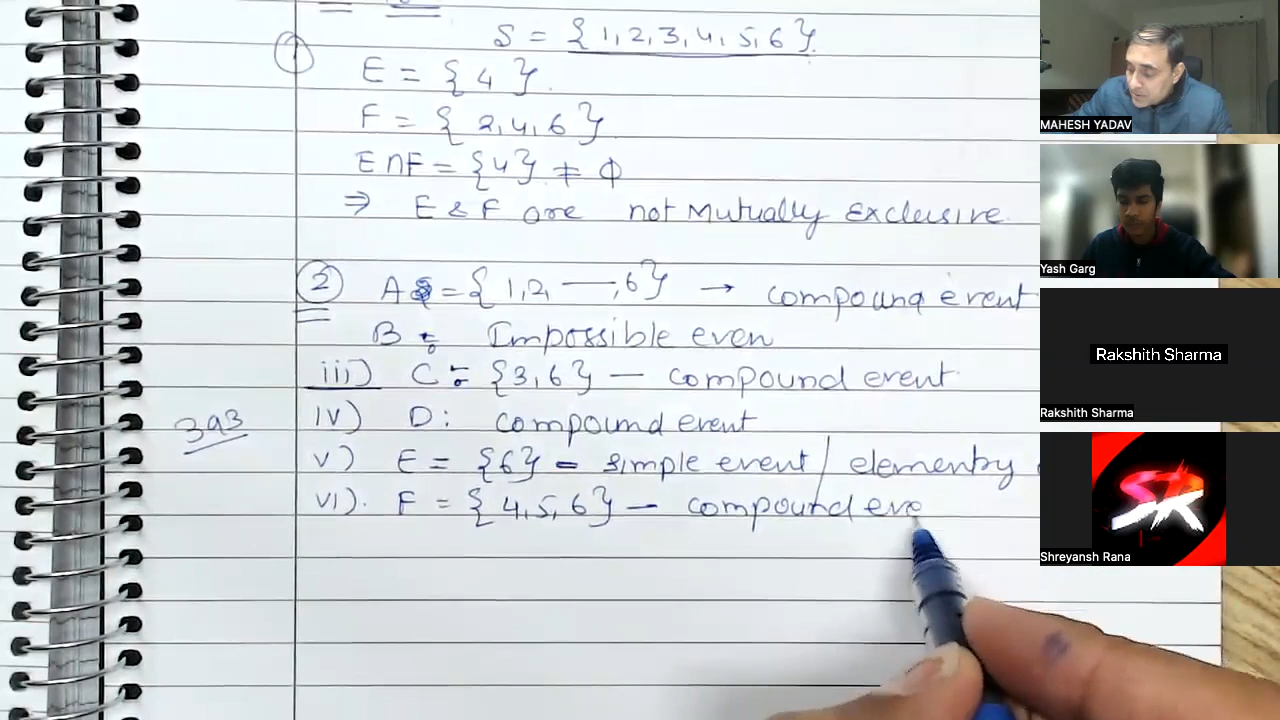 S = { 1, 2, 3, 4, 5, 6 }.
1 E = { 4 }.
F = { 2, 4, 6 }
E ∩ F = { 4 } ≠ ϕ
⇒ E & F are not Mutually Exclusive.
2 A = { 1, 2, —, 6 } → compound event
B : Impossible even
iii) C : { 3, 6 } — compound event
3a3
iv) D : compound event
v) E = { 6 } - simple event / elementry
vi). F = { 4, 5, 6 } — compound eve
MAHESH YADAV
Yash Garg
Rakshith Sharma
Rakshith Sharma
SR
Shreyansh Rana